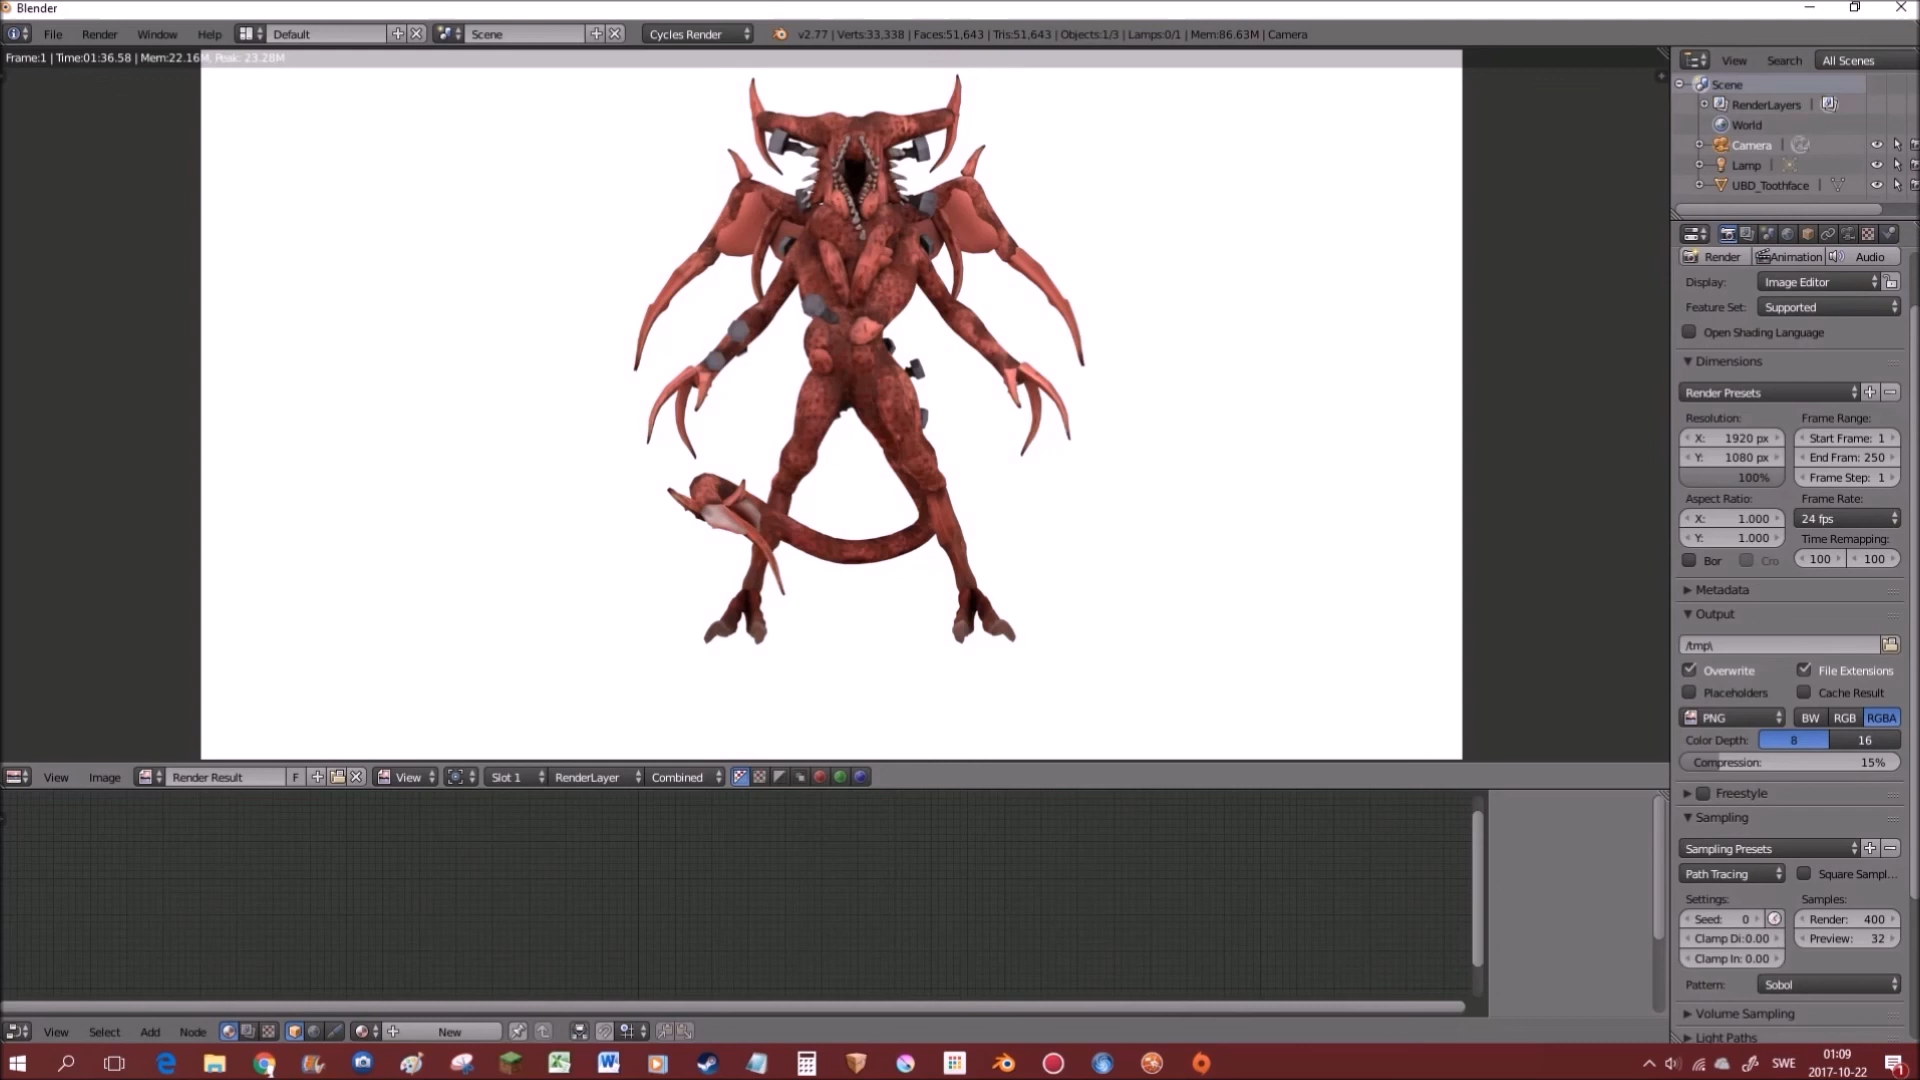 Blender
File Render Window Help Default Scene Cycles Render v2.77 | Verts:33,338 | Faces:51,643 | Tris:51,643 | Objects:1/3 | Lamps:0/1 | Mem:86.63M | Camera
Frame:1 | Time:01:36.58 | Mem:22.16M, Peak: 23.28M
View Search All Scenes
Scene
RenderLayers |
World
Camera |
Lamp |
UBD_Toothface |
Render Animation Audio
Display: Image Editor
Feature Set: Supported
Open Shading Language
Dimensions
Render Presets
Resolution: Frame Range:
X: 1920 px Start Frame: 1
Y: 1080 px End Fram: 250
100% Frame Step: 1
Aspect Ratio: Frame Rate:
X: 1.000 24 fps
Y: 1.000 Time Remapping:
Bor Cro 100 100
Metadata
Output
/tmp\
Overwrite File Extensions
Placeholders Cache Result
PNG BW RGB RGBA
Color Depth: 8 16
Compression: 15%
Freestyle
Sampling
Sampling Presets
Path Tracing Square Sampl...
Settings: Samples:
Seed: 0 Render: 400
Clamp Di:0.00 Preview: 32
Clamp In: 0.00
Pattern: Sobol
Volume Sampling
Light Paths
View Image Render Result F View Slot 1 RenderLayer Combined
View Select Add Node New
SWE 01:09
2017-10-22 1